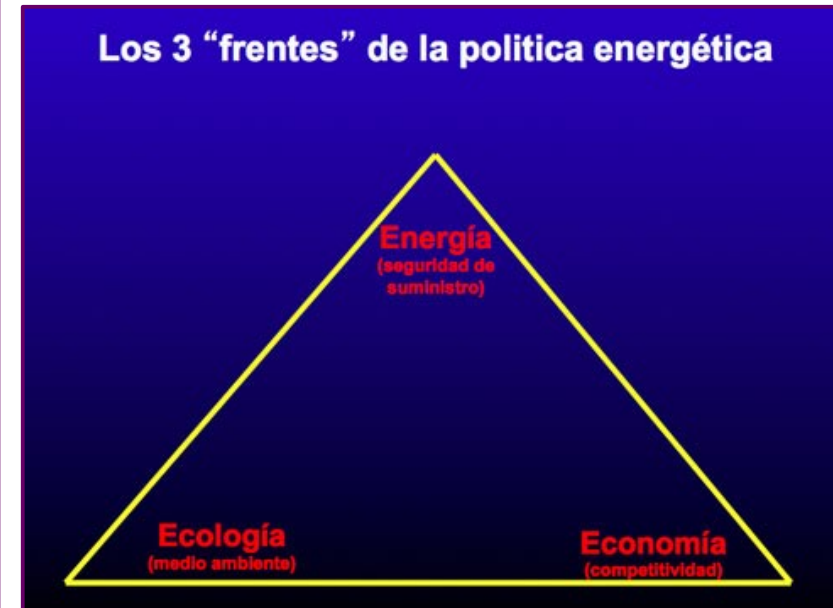 Los 3 “frentes” de la politica energética
Energía
(seguridad de
suministro)
Ecología
(medio ambiente)
Economía
(competitividad)